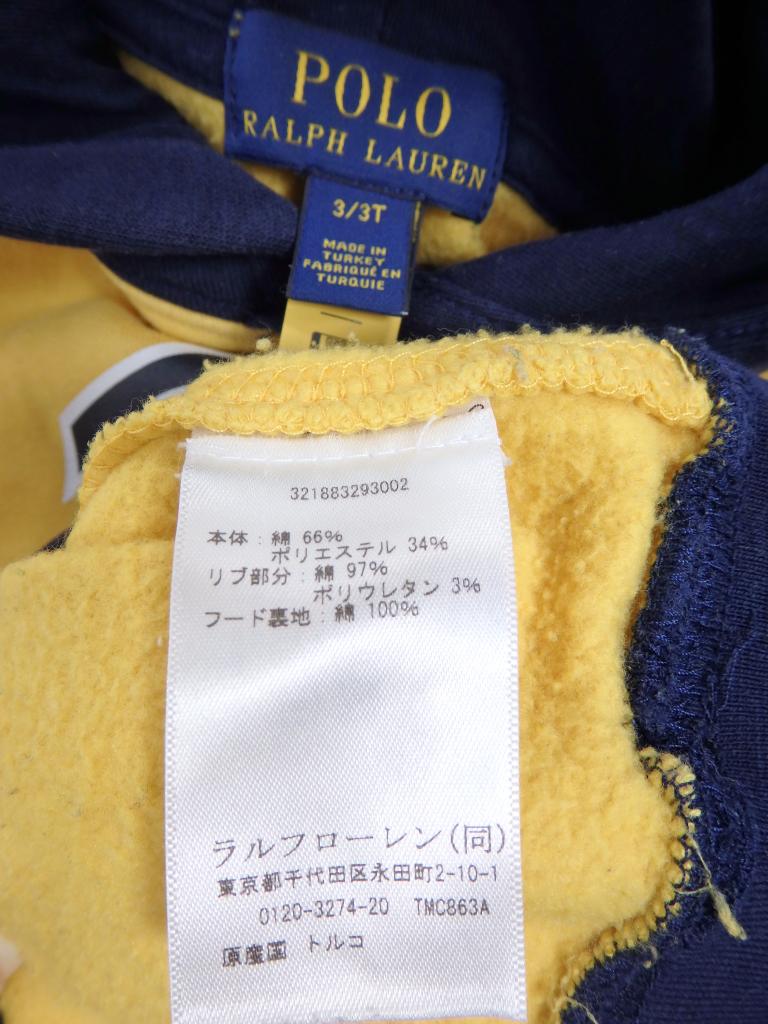 POLO
RALPH LAUREN
3/3T
MADE IN
TURKEY
FABRIQUÉ EN
TURQUIE
321883293002
本体：綿 66%
ポリエステル 34%
リブ部分：綿 97%
ポリウレタン 3%
フード裏地：綿 100%
ラルフローレン(同)
東京都千代田区永田町2-10-1
0120-3274-20 TMC863A
原産国 トルコ